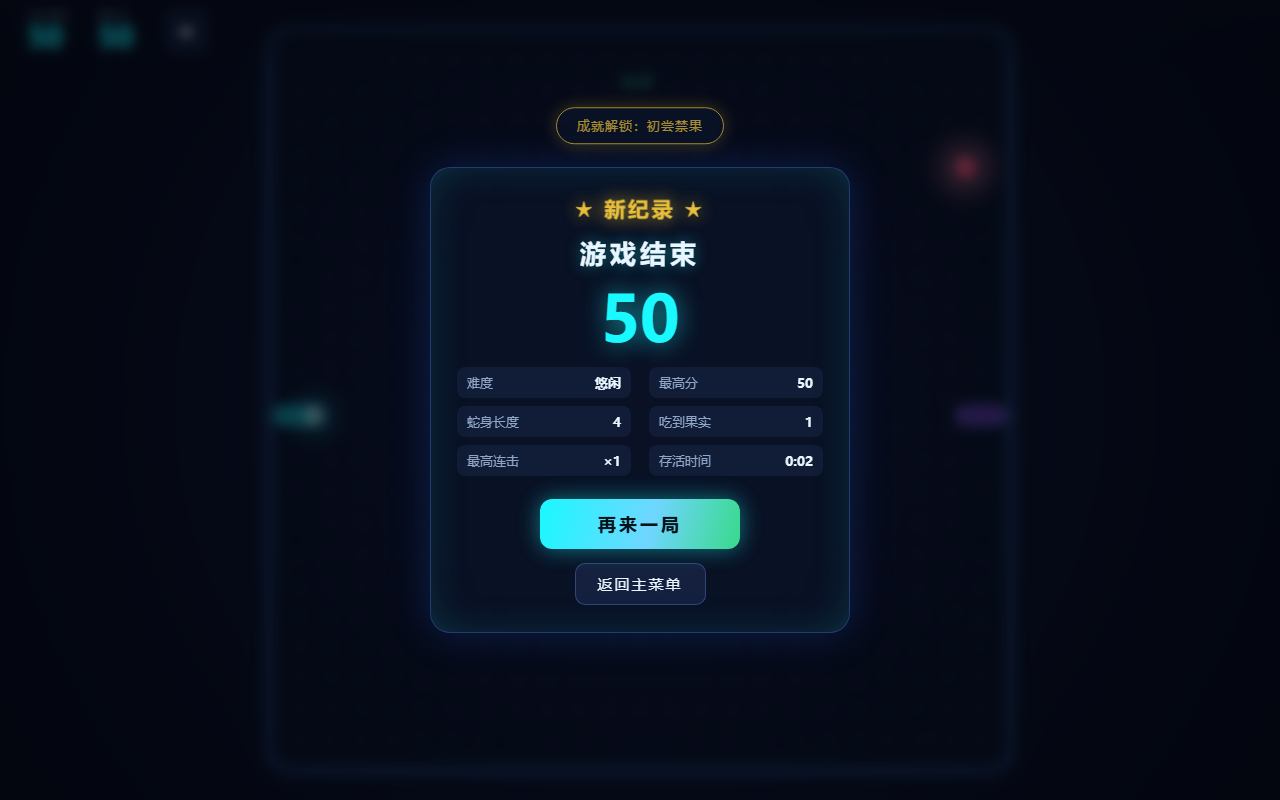 成就解锁：初尝禁果
★ 新纪录 ★
游戏结束
50
难度 悠闲 最高分 50
蛇身长度 4 吃到果实 1
最高连击 ×1 存活时间 0:02
再来一局
返回主菜单